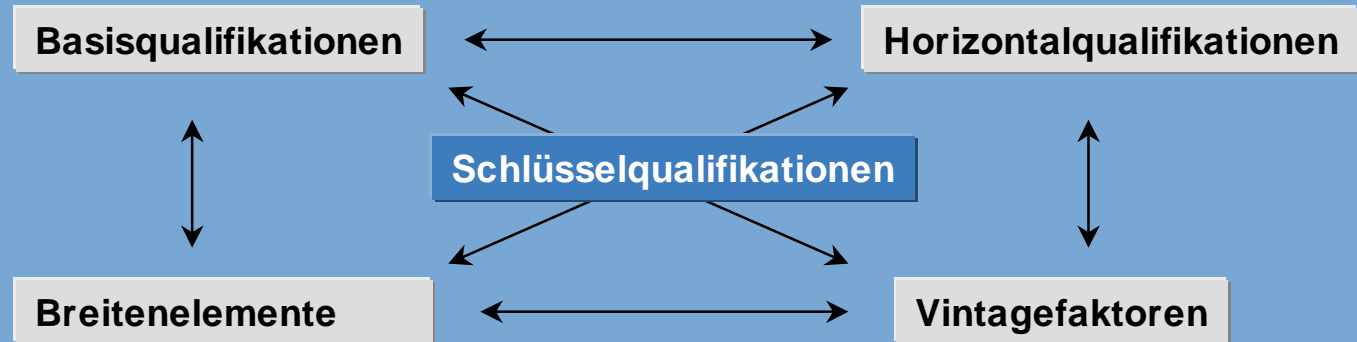 Basisqualifikationen
Horizontalqualifikationen
Schlüsselqualifikationen
Breitenelemente
Vintagefaktoren